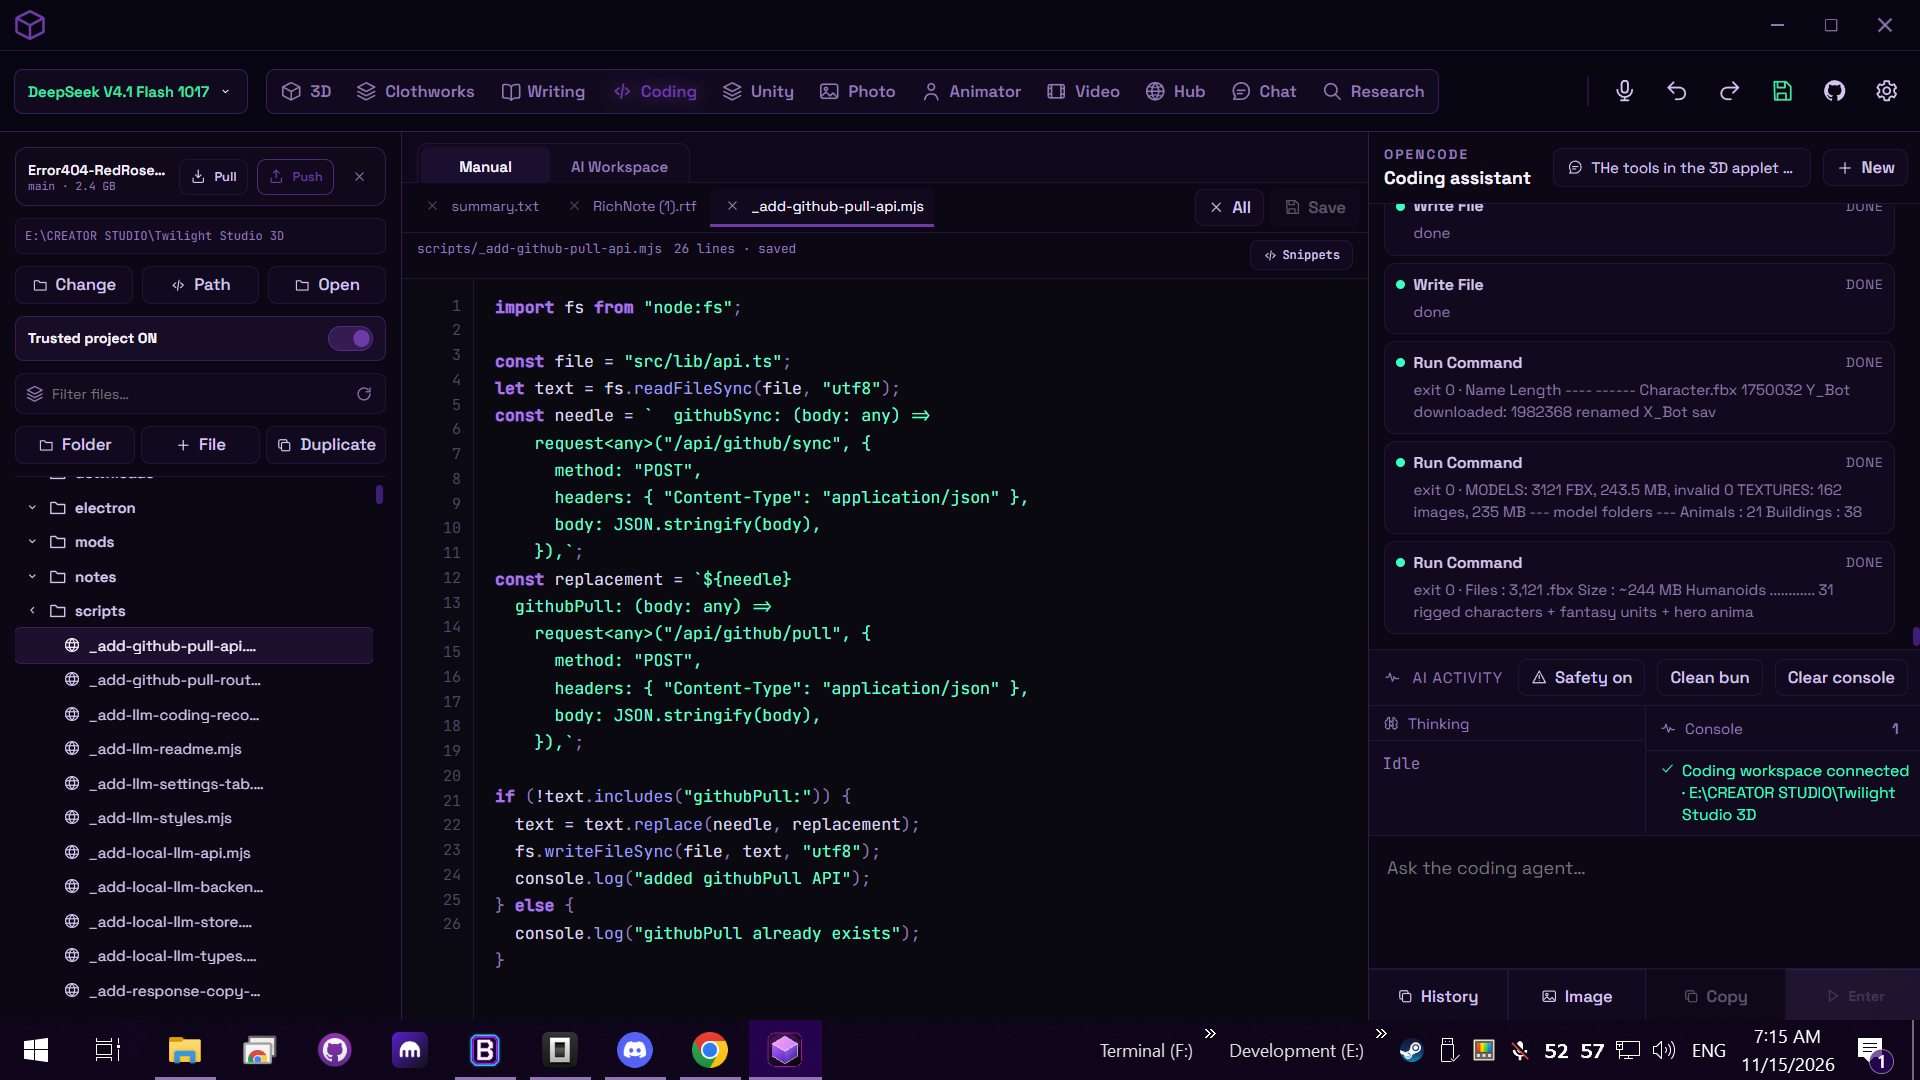 DeepSeek V4.1 Flash 1017
3D
Clothworks
Writing
Coding
Unity
Photo
Animator
Video
Hub
Chat
Research
Error404-RedRose...
main · 2.4 GB
Pull
Push
E:\CREATOR STUDIO\Twilight Studio 3D
Change
Path
Open
Trusted project ON
Filter files...
Folder
File
Duplicate
electron
mods
notes
scripts
_add-github-pull-api....
_add-github-pull-rout...
_add-llm-coding-reco...
_add-llm-readme.mjs
_add-llm-settings-tab....
_add-llm-styles.mjs
_add-local-llm-api.mjs
_add-local-llm-backen...
_add-local-llm-store....
_add-local-llm-types....
_add-response-copy-...
Manual
AI Workspace
summary.txt
RichNote (1).rtf
_add-github-pull-api.mjs
All
Save
scripts/_add-github-pull-api.mjs 26 lines · saved
Snippets
1 import fs from "node:fs";
2
3 const file = "src/lib/api.ts";
4 let text = fs.readFileSync(file, "utf8");
5 const needle = `  githubSync: (body: any) =>
6 request<any>("/api/github/sync", {
7 method: "POST",
8 headers: { "Content-Type": "application/json" },
9 body: JSON.stringify(body),
10 }),`;
11 const replacement = `${needle}
12 githubPull: (body: any) =>
13 request<any>("/api/github/pull", {
14 method: "POST",
15 headers: { "Content-Type": "application/json" },
16 body: JSON.stringify(body),
17 }),`;
18
19 if (!text.includes("githubPull:")) {
20 text = text.replace(needle, replacement);
21 fs.writeFileSync(file, text, "utf8");
22 console.log("added githubPull API");
23 } else {
24 console.log("githubPull already exists");
25 }
26
OPENCODE
Coding assistant
THe tools in the 3D applet ...
New
Write File DONE
done
Write File DONE
done
Run Command DONE
exit 0 · Name Length ---- ------ Character.fbx 1750032 Y_Bot
downloaded: 1982368 renamed X_Bot sav
Run Command DONE
exit 0 · MODELS: 3121 FBX, 243.5 MB, invalid 0 TEXTURES: 162
images, 235 MB --- model folders --- Animals : 21 Buildings : 38
Run Command DONE
exit 0 · Files : 3,121 .fbx Size : ~244 MB Humanoids ............ 31
rigged characters + fantasy units + hero anima
AI ACTIVITY
Safety on
Clean bun
Clear console
Thinking
Idle
Console 1
Coding workspace connected
· E:\CREATOR STUDIO\Twilight
Studio 3D
Ask the coding agent...
History
Image
Copy
Enter
Terminal (F:)
Development (E:)
52 57
ENG
7:15 AM
11/15/2026
1